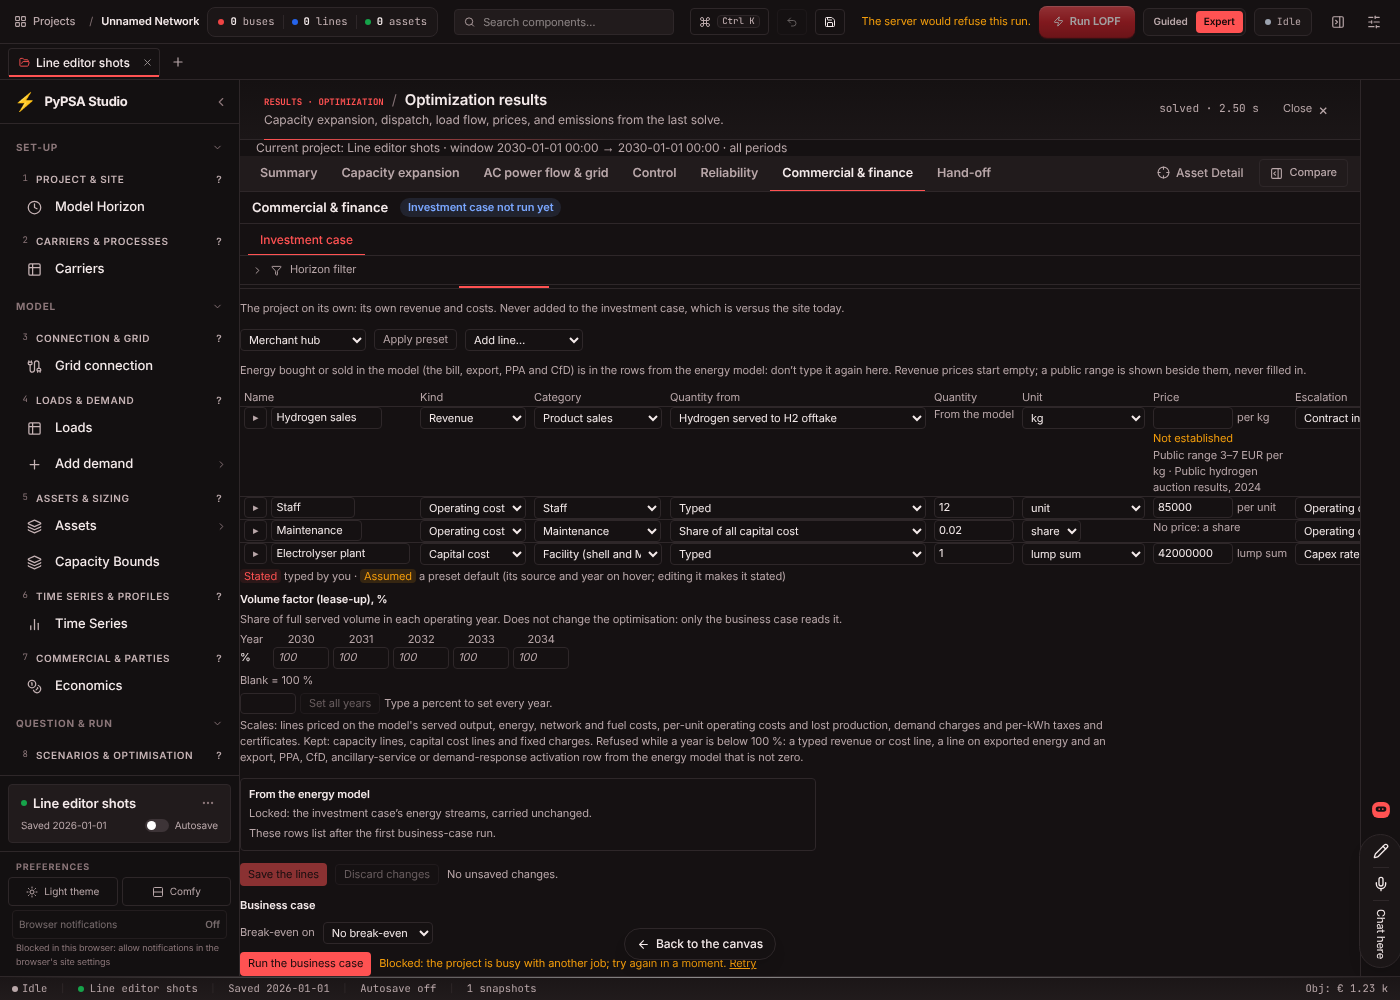 Projects / Unnamed Network 0 buses 0 lines 0 assets Search components... ⌘ Ctrl K The server would refuse this run. Run LOPF Guided Expert Idle
Line editor shots × +
PyPSA Studio
SET-UP
1 PROJECT & SITE ?
Model Horizon
2 CARRIERS & PROCESSES ?
Carriers
MODEL
3 CONNECTION & GRID ?
Grid connection
4 LOADS & DEMAND ?
Loads
Add demand
5 ASSETS & SIZING ?
Assets
Capacity Bounds
6 TIME SERIES & PROFILES ?
Time Series
7 COMMERCIAL & PARTIES ?
Economics
QUESTION & RUN
8 SCENARIOS & OPTIMISATION ?
Line editor shots ...
Saved 2026-01-01 Autosave
PREFERENCES
Light theme Comfy
Browser notifications Off
Blocked in this browser: allow notifications in the
browser's site settings
RESULTS · OPTIMIZATION / Optimization results
Capacity expansion, dispatch, load flow, prices, and emissions from the last solve.
solved · 2.50 s Close ×
Current project: Line editor shots · window 2030-01-01 00:00 → 2030-01-01 00:00 · all periods
Summary Capacity expansion AC power flow & grid Control Reliability Commercial & finance Hand-off Asset Detail Compare
Commercial & finance Investment case not run yet
Investment case
Horizon filter
The project on its own: its own revenue and costs. Never added to the investment case, which is versus the site today.
Merchant hub Apply preset Add line...
Energy bought or sold in the model (the bill, export, PPA and CfD) is in the rows from the energy model: don't type it again here. Revenue prices start empty; a public range is shown beside them, never filled in.
Name Kind Category Quantity from Quantity Unit Price Escalation
Hydrogen sales Revenue Product sales Hydrogen served to H2 offtake From the model kg per kg Contract in
Not established
Public range 3–7 EUR per
kg · Public hydrogen
auction results, 2024
Staff Operating cost Staff Typed 12 unit 85000 per unit Operating c
Maintenance Operating cost Maintenance Share of all capital cost 0.02 share No price: a share Operating c
Electrolyser plant Capital cost Facility (shell and M Typed 1 lump sum 42000000 lump sum Capex rate
Stated typed by you · Assumed a preset default (its source and year on hover; editing it makes it stated)
Volume factor (lease-up), %
Share of full served volume in each operating year. Does not change the optimisation: only the business case reads it.
Year 2030 2031 2032 2033 2034
% 100 100 100 100 100
Blank = 100 %
Set all years Type a percent to set every year.
Scales: lines priced on the model's served output, energy, network and fuel costs, per-unit operating costs and lost production, demand charges and per-kWh taxes and
certificates. Kept: capacity lines, capital cost lines and fixed charges. Refused while a year is below 100 %: a typed revenue or cost line, a line on exported energy and an
export, PPA, CfD, ancillary-service or demand-response activation row from the energy model that is not zero.
From the energy model
Locked: the investment case's energy streams, carried unchanged.
These rows list after the first business-case run.
Save the lines Discard changes No unsaved changes.
Business case
Break-even on No break-even
← Back to the canvas
Run the business case Blocked: the project is busy with another job; try again in a moment. Retry
Chat here
Idle Line editor shots Saved 2026-01-01 Autosave off 1 snapshots Obj: € 1.23 k